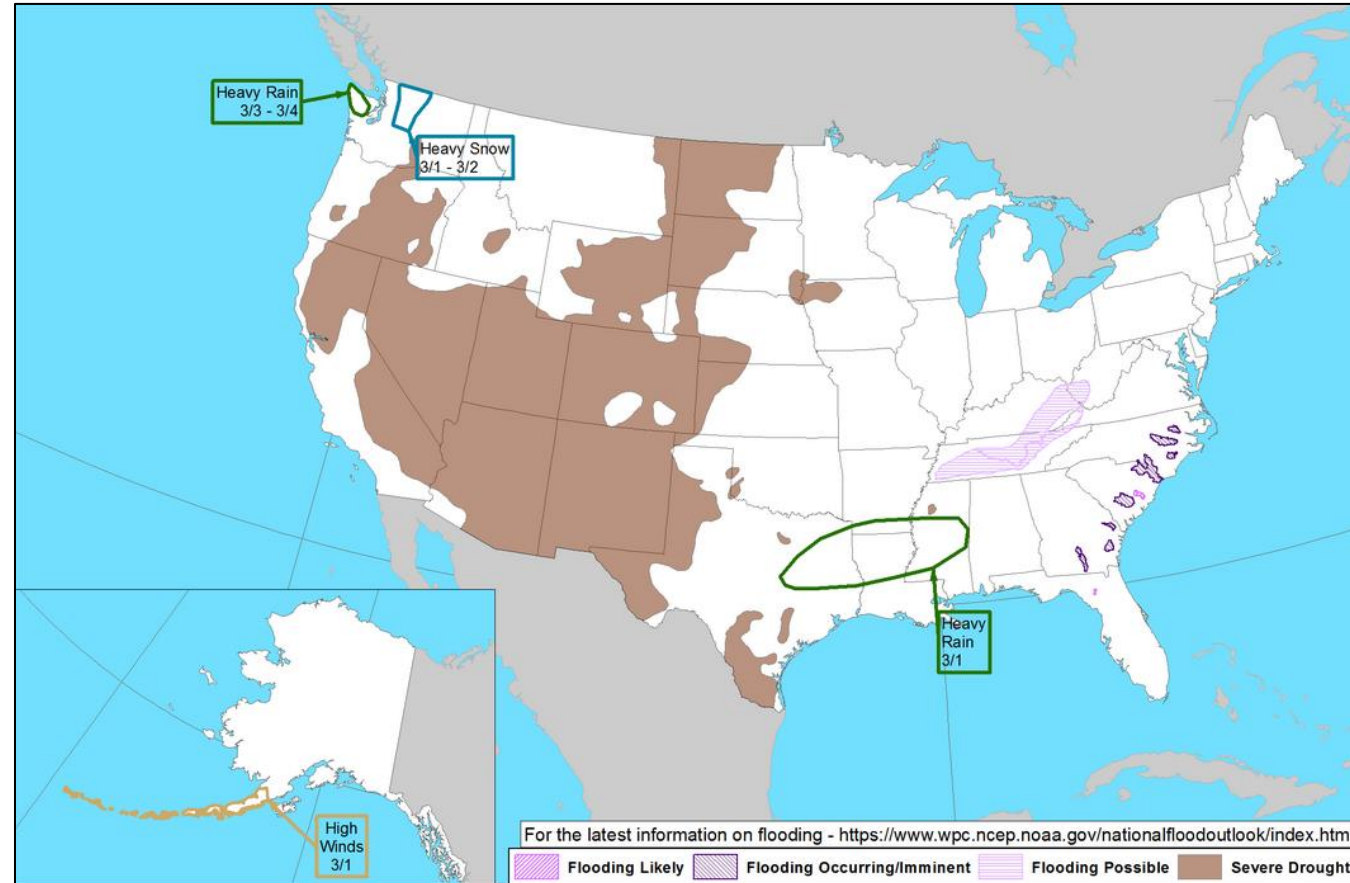 Heavy Rain
3/3 - 3/4
Heavy Snow
3/1 - 3/2
Heavy
Rain
3/1
High
Winds
3/1
For the latest information on flooding - https://www.wpc.ncep.noaa.gov/nationalfloodoutlook/index.htm
Flooding Likely Flooding Occurring/Imminent Flooding Possible Severe Drought